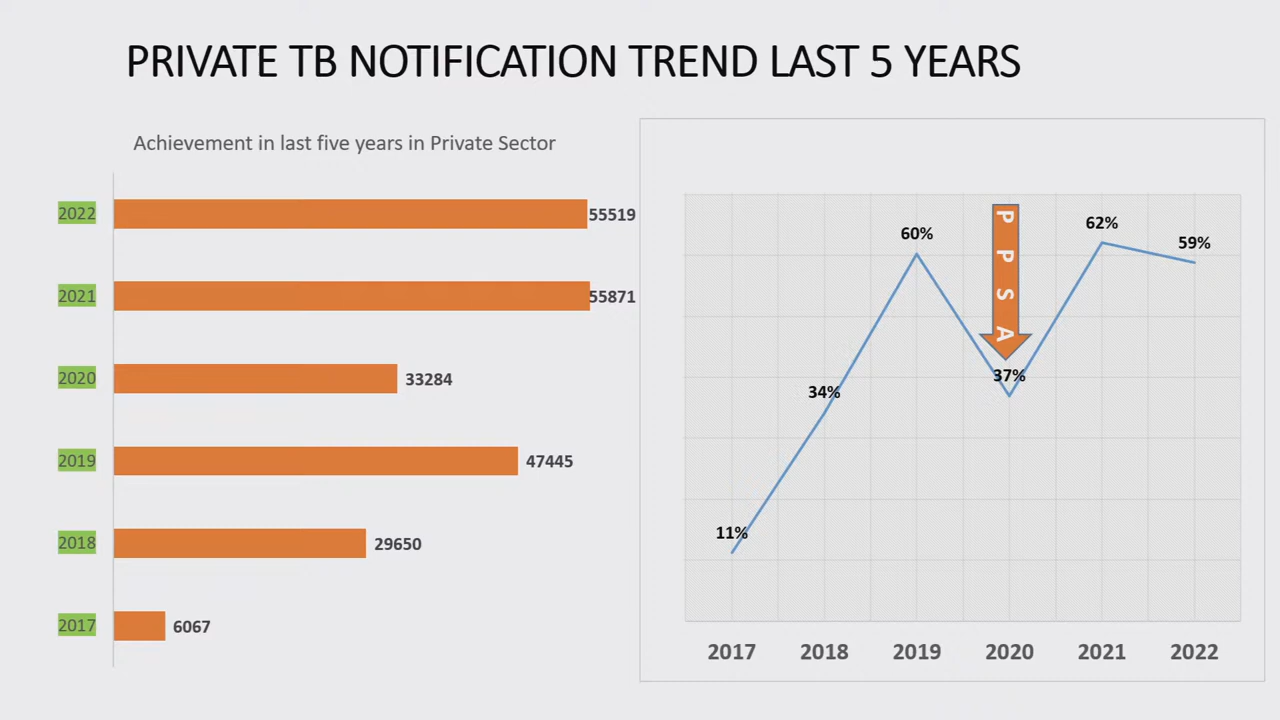 PRIVATE TB NOTIFICATION TREND LAST 5 YEARS
Achievement in last five years in Private Sector
2022 55519
2021 55871
2020 33284
2019 47445
2018 29650
2017 6067
11%
34%
60%
37%
62%
59%
P
P
S
A
2017 2018 2019 2020 2021 2022